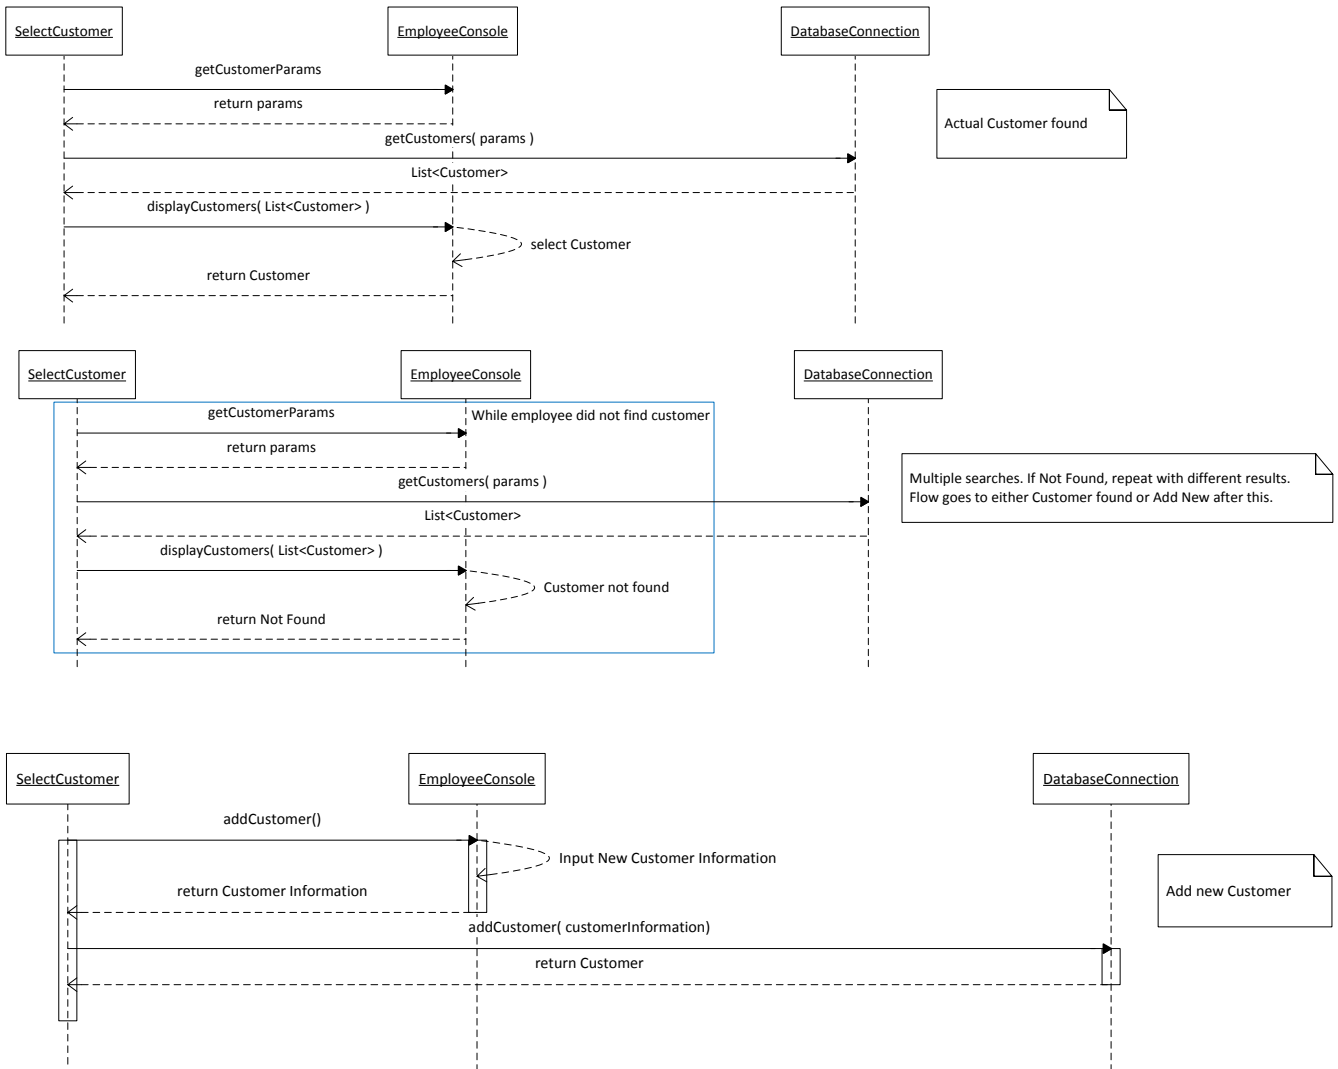 SelectCustomer
EmployeeConsole
DatabaseConnection
getCustomerParams
return params
Actual Customer found
getCustomers( params )
List<Customer>
displayCustomers( List<Customer> )
select Customer
return Customer
SelectCustomer
EmployeeConsole
DatabaseConnection
getCustomerParams
While employee did not find customer
return params
Multiple searches. If Not Found, repeat with different results.
Flow goes to either Customer found or Add New after this.
getCustomers( params )
List<Customer>
displayCustomers( List<Customer> )
Customer not found
return Not Found
SelectCustomer
EmployeeConsole
DatabaseConnection
addCustomer()
Input New Customer Information
return Customer Information
Add new Customer
addCustomer( customerInformation)
return Customer